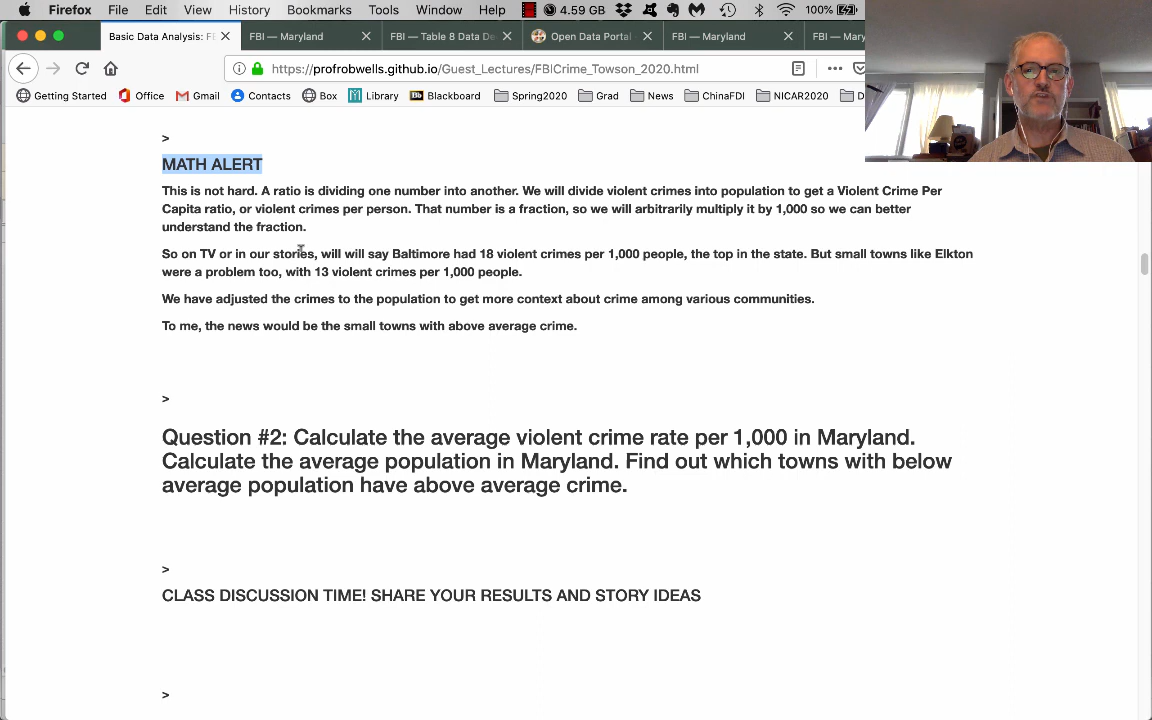 Firefox File Edit View History Bookmarks Tools Window Help 4.59 GB 100%
Basic Data Analysis: FB FBI — Maryland FBI — Table 8 Data De Open Data Portal FBI — Maryland FBI — Mary
https://profrobwells.github.io/Guest_Lectures/FBICrime_Towson_2020.html
Getting Started Office Gmail Contacts Box Library Blackboard Spring2020 Grad News ChinaFDI NICAR2020 D
>
MATH ALERT
This is not hard. A ratio is dividing one number into another. We will divide violent crimes into population to get a Violent Crime Per
Capita ratio, or violent crimes per person. That number is a fraction, so we will arbitrarily multiply it by 1,000 so we can better
understand the fraction.
So on TV or in our stories, will will say Baltimore had 18 violent crimes per 1,000 people, the top in the state. But small towns like Elkton
were a problem too, with 13 violent crimes per 1,000 people.
We have adjusted the crimes to the population to get more context about crime among various communities.
To me, the news would be the small towns with above average crime.
>
Question #2: Calculate the average violent crime rate per 1,000 in Maryland.
Calculate the average population in Maryland. Find out which towns with below
average population have above average crime.
>
CLASS DISCUSSION TIME! SHARE YOUR RESULTS AND STORY IDEAS
>